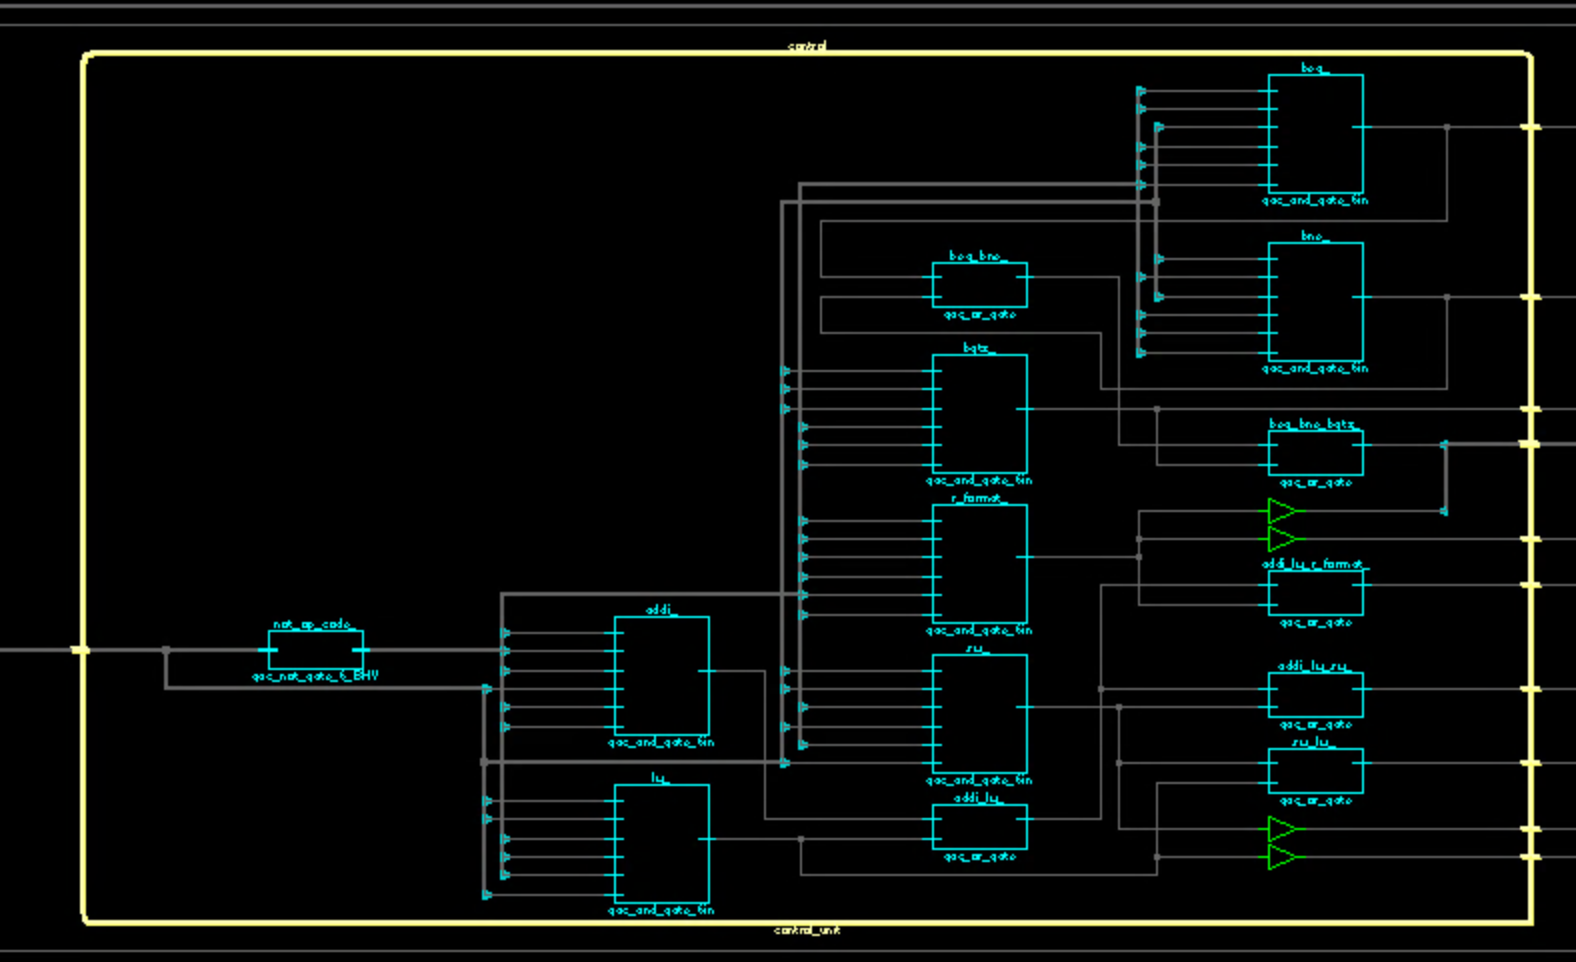 control
beq_
gac_and_gate_6in
bne_
gac_and_gate_6in
beq_bne_
gac_or_gate
bgtz_
gac_and_gate_6in
beq_bne_bgtz_
gac_or_gate
r_format_
gac_and_gate_6in
addi_lw_r_format_
gac_or_gate
not_op_code_
gac_not_gate_6_BHV
addi_
gac_and_gate_6in
sw_
gac_and_gate_6in
addi_lw_sw_
gac_or_gate
sw_lw_
gac_or_gate
lw_
gac_and_gate_6in
addi_lw_
gac_or_gate
control_unit